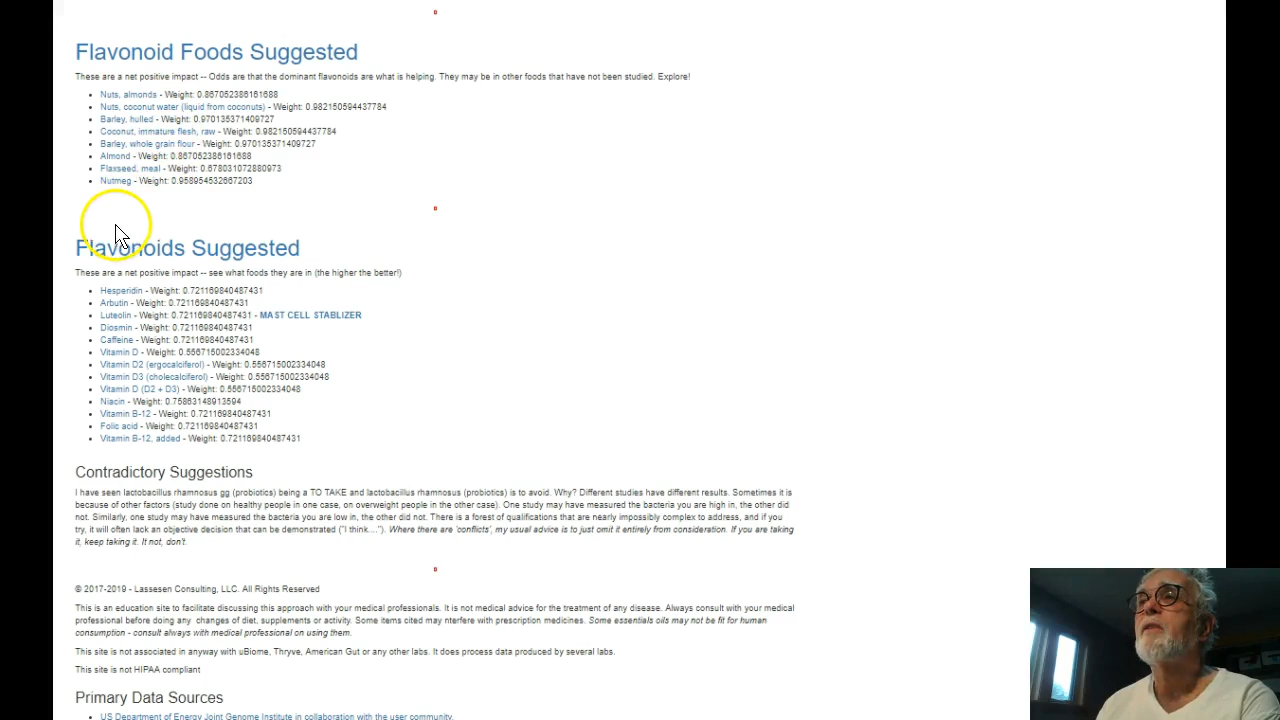 Flavonoid Foods Suggested
These are a net positive impact -- Odds are that the dominant flavonoids are what is helping. They may be in other foods that have not been studied. Explore!
Nuts, almonds - Weight: 0.867052386161688
Nuts, coconut water (liquid from coconuts) - Weight: 0.982150594437784
Barley, hulled - Weight: 0.970135371409727
Coconut, immature flesh, raw - Weight: 0.982150594437784
Barley, whole grain flour - Weight: 0.970135371409727
Almond - Weight: 0.867052386161688
Flaxseed, meal - Weight: 0.678031072880973
Nutmeg - Weight: 0.958954532667203
Flavonoids Suggested
These are a net positive impact -- see what foods they are in (the higher the better!)
Hesperidin - Weight: 0.721169840487431
Arbutin - Weight: 0.721169840487431
Luteolin - Weight: 0.721169840487431 - MAST CELL STABLIZER
Diosmin - Weight: 0.721169840487431
Caffeine - Weight: 0.721169840487431
Vitamin D - Weight: 0.556715002334048
Vitamin D2 (ergocalciferol) - Weight: 0.556715002334048
Vitamin D3 (cholecalciferol) - Weight: 0.556715002334048
Vitamin D (D2 + D3) - Weight: 0.556715002334048
Niacin - Weight: 0.75863148913594
Vitamin B-12 - Weight: 0.721169840487431
Folic acid - Weight: 0.721169840487431
Vitamin B-12, added - Weight: 0.721169840487431
Contradictory Suggestions
I have seen lactobacillus rhamnosus gg (probiotics) being a TO TAKE and lactobacillus rhamnosus (probiotics) is to avoid. Why? Different studies have different results. Sometimes it is
because of other factors (study done on healthy people in one case, on overweight people in the other case). One study may have measured the bacteria you are high in, the other did
not. Similarly, one study may have measured the bacteria you are low in, the other did not. There is a forest of qualifications that are nearly impossibly complex to address, and if you
try, it will often lack an objective decision that can be demonstrated ("I think...."). Where there are 'conflicts', my usual advice is to just omit it entirely from consideration. If you are taking
it, keep taking it. It not, don't.
© 2017-2019 - Lassesen Consulting, LLC. All Rights Reserved
This is an education site to facilitate discussing this approach with your medical professionals. It is not medical advice for the treatment of any disease. Always consult with your medical
professional before doing any changes of diet, supplements or activity. Some items cited may nterfere with prescription medicines. Some essentials oils may not be fit for human
consumption - consult always with medical professional on using them.
This site is not associated in anyway with uBiome, Thryve, American Gut or any other labs. It does process data produced by several labs.
This site is not HIPAA compliant
Primary Data Sources
US Department of Energy Joint Genome Institute in collaboration with the user community.